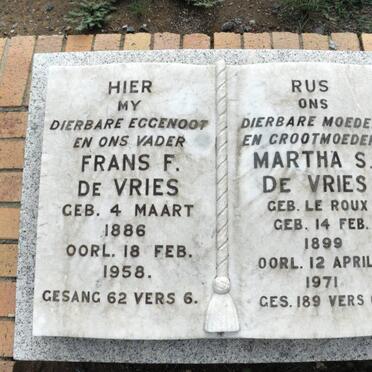 HIER
MY
DIERBARE EGGENOOT
EN ONS VADER
FRANS F.
DE VRIES
GEB. 4 MAART
1886
OORL. 18 FEB.
1958.
GESANG 62 VERS 6.
RUS
ONS
DIERBARE MOEDER
EN GROOTMOEDER
MARTHA S.
DE VRIES
GEB. LE ROUX
GEB. 14 FEB.
1899
OORL. 12 APRIL
1971
GES. 189 VERS